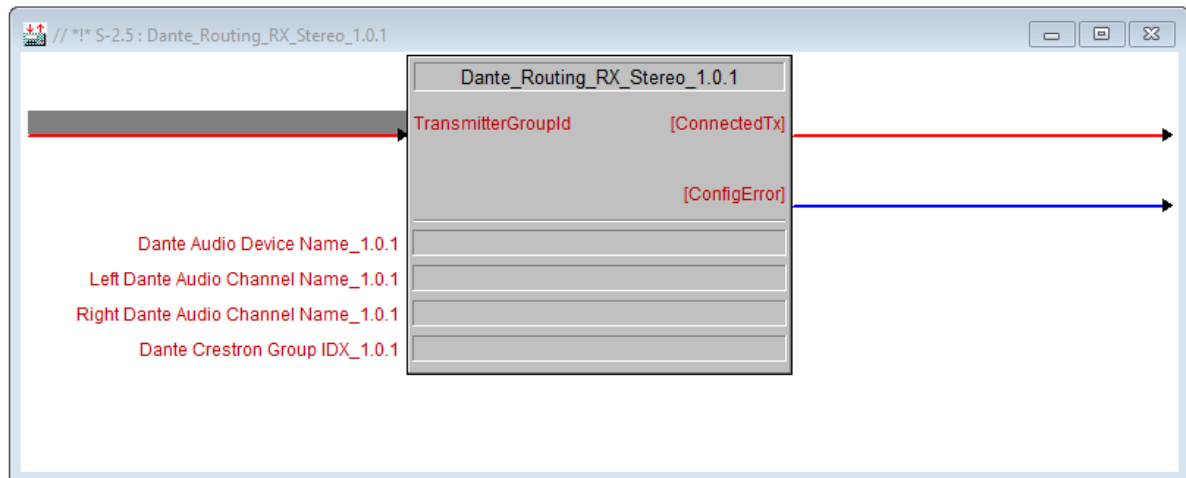 // *!* S-2.5 : Dante_Routing_RX_Stereo_1.0.1
Dante_Routing_RX_Stereo_1.0.1
TransmitterGroupId [ConnectedTx]
[ConfigError]
Dante Audio Device Name_1.0.1
Left Dante Audio Channel Name_1.0.1
Right Dante Audio Channel Name_1.0.1
Dante Crestron Group IDX_1.0.1